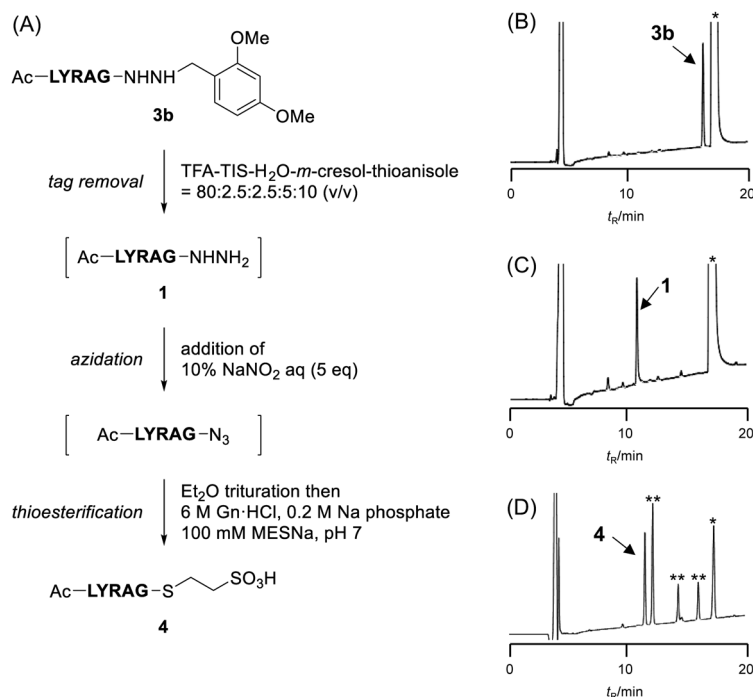 (A)
OMe
Ac–LYRAG–NHNH
OMe
3b
tag removal
TFA-TIS-H₂O-m-cresol-thioanisole
= 80:2.5:2.5:5:10 (v/v)
Ac–LYRAG–NHNH₂
1
azidation
addition of
10% NaNO₂ aq (5 eq)
Ac–LYRAG–N₃
thioesterification
Et₂O trituration then
6 M Gn·HCl, 0.2 M Na phosphate
100 mM MESNa, pH 7
Ac–LYRAG–S
SO₃H
4
(B)
3b
*
0 10 20
tR/min
(C)
1
*
0 10 20
tR/min
(D)
4
**
** **
*
0 10 20
tR/min